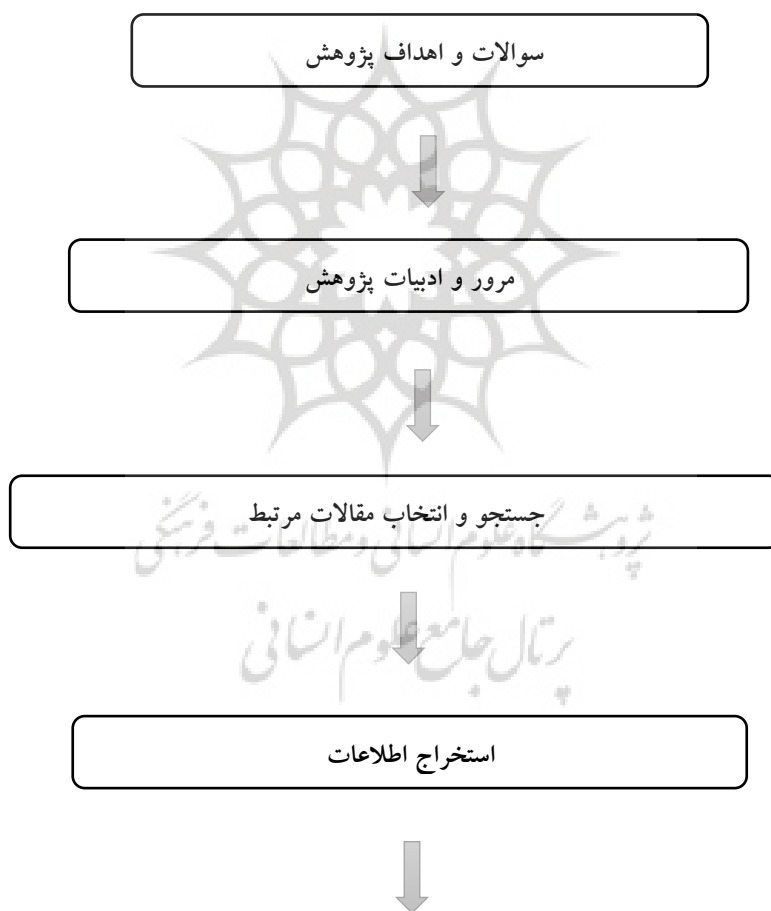 سوالات و اهداف پژوهش
مرور و ادبیات پژوهش
جستجو و انتخاب مقالات مرتبط
پژوهشگاه علوم انسانی و مطالعات فرهنگی
پرتال جامع علوم انسانی
استخراج اطلاعات